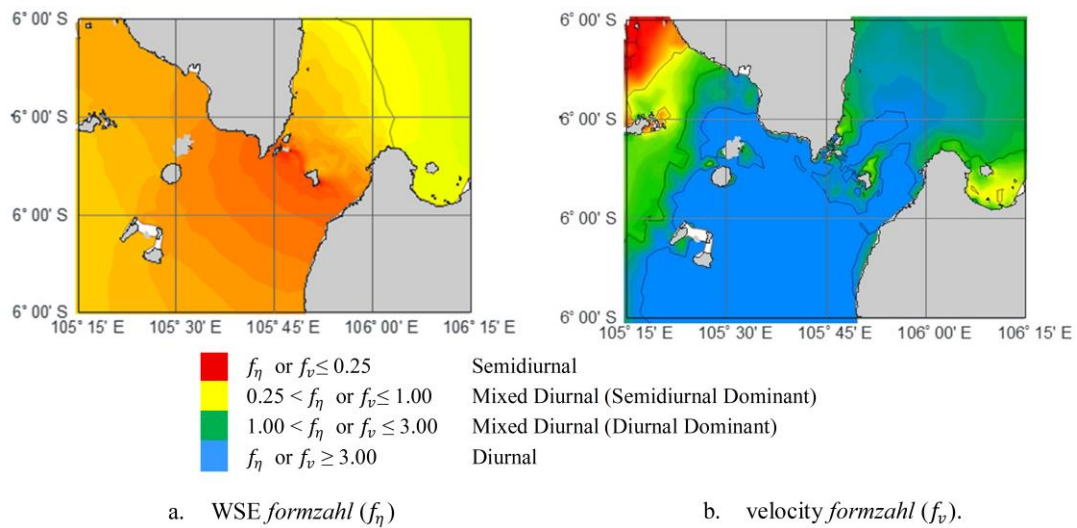 6° 00' S
6° 00' S
6° 00' S
6° 00' S
105° 15' E
105° 30' E
105° 45' E
106° 00' E
106° 15' E
6° 00' S
6° 00' S
6° 00' S
6° 00' S
105° 15' E
105° 30' E
105° 45' E
106° 00' E
106° 15' E
fη or fv ≤ 0.25 Semidiurnal
0.25 < fη or fv ≤ 1.00 Mixed Diurnal (Semidiurnal Dominant)
1.00 < fη or fv ≤ 3.00 Mixed Diurnal (Diurnal Dominant)
fη or fv ≥ 3.00 Diurnal
a. WSE formzahl (fη)
b. velocity formzahl (fv).